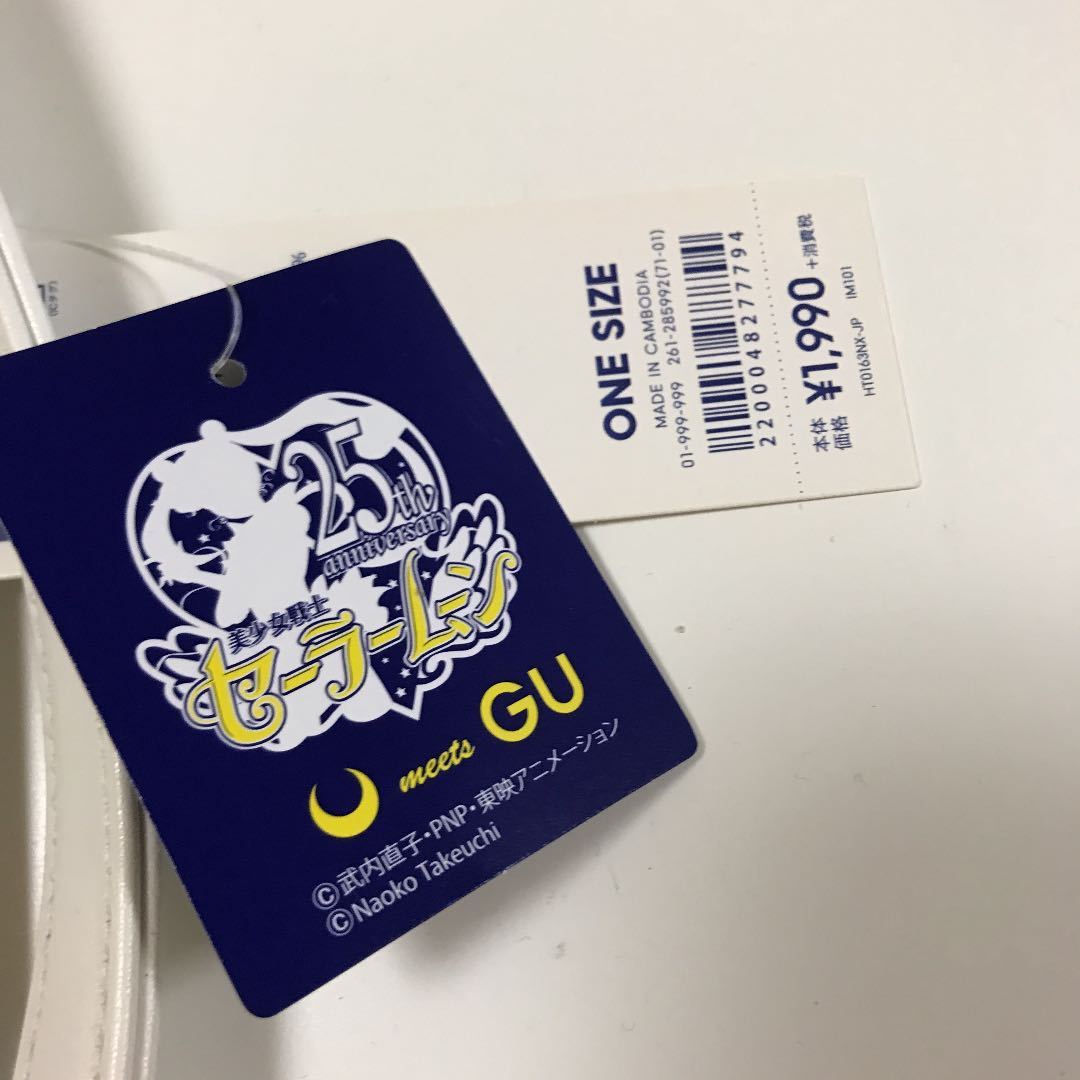 25th
anniversary
美少女戦士
セーラームーン
meets GU
©武内直子・PNP・東映アニメーション
©Naoko Takeuchi
ONE SIZE
MADE IN CAMBODIA
01-999-999 261-285992(71-01)
2200048277794
本体
価格 ¥1,990 +消費税
HT0163NX-JP IM101